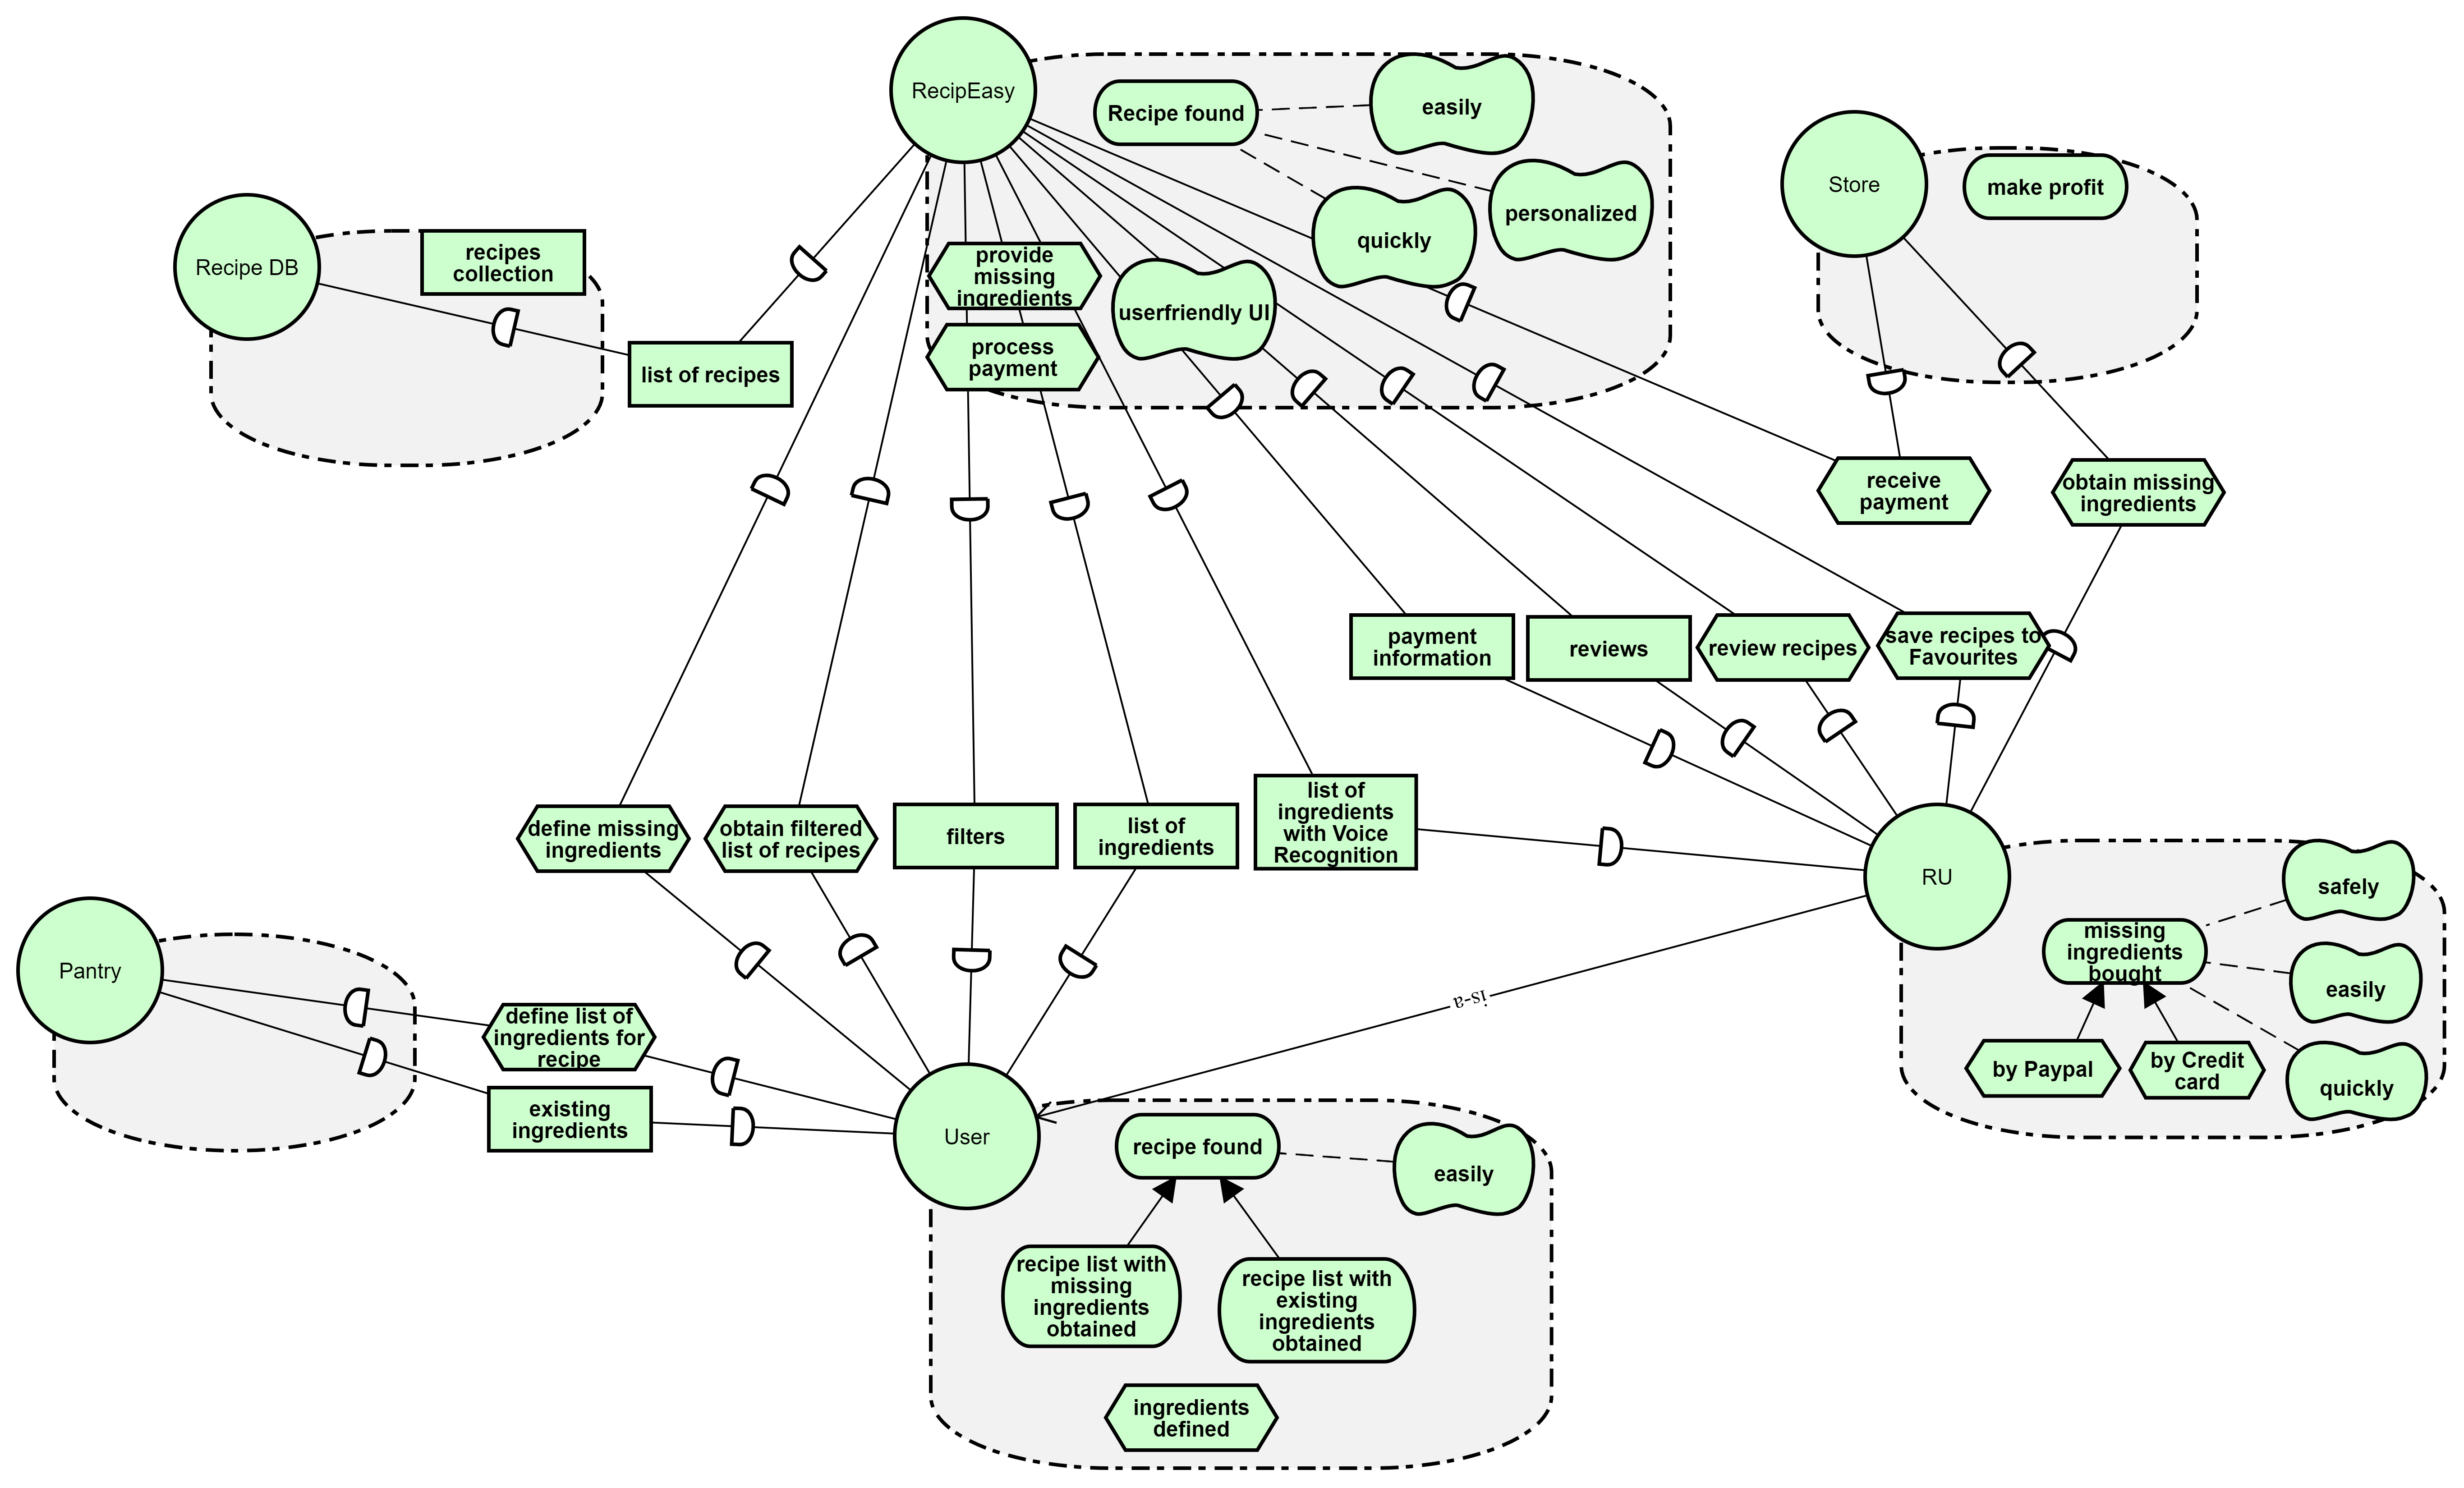 RecipEasy
Recipe found
easily
personalized
quickly
Store
make profit
Recipe DB
recipes
collection
provide
missing
ingredients
userfriendly UI
process
payment
list of recipes
receive
payment
obtain missing
ingredients
payment
information
reviews
review recipes
save recipes to
Favourites
define missing
ingredients
obtain filtered
list of recipes
filters
list of
ingredients
list of
ingredients
with Voice
Recognition
RU
safely
missing
ingredients
bought
easily
quickly
by Paypal
by Credit
card
is-a
Pantry
define list of
ingredients for
recipe
existing
ingredients
User
recipe found
easily
recipe list with
missing
ingredients
obtained
recipe list with
existing
ingredients
obtained
ingredients
defined